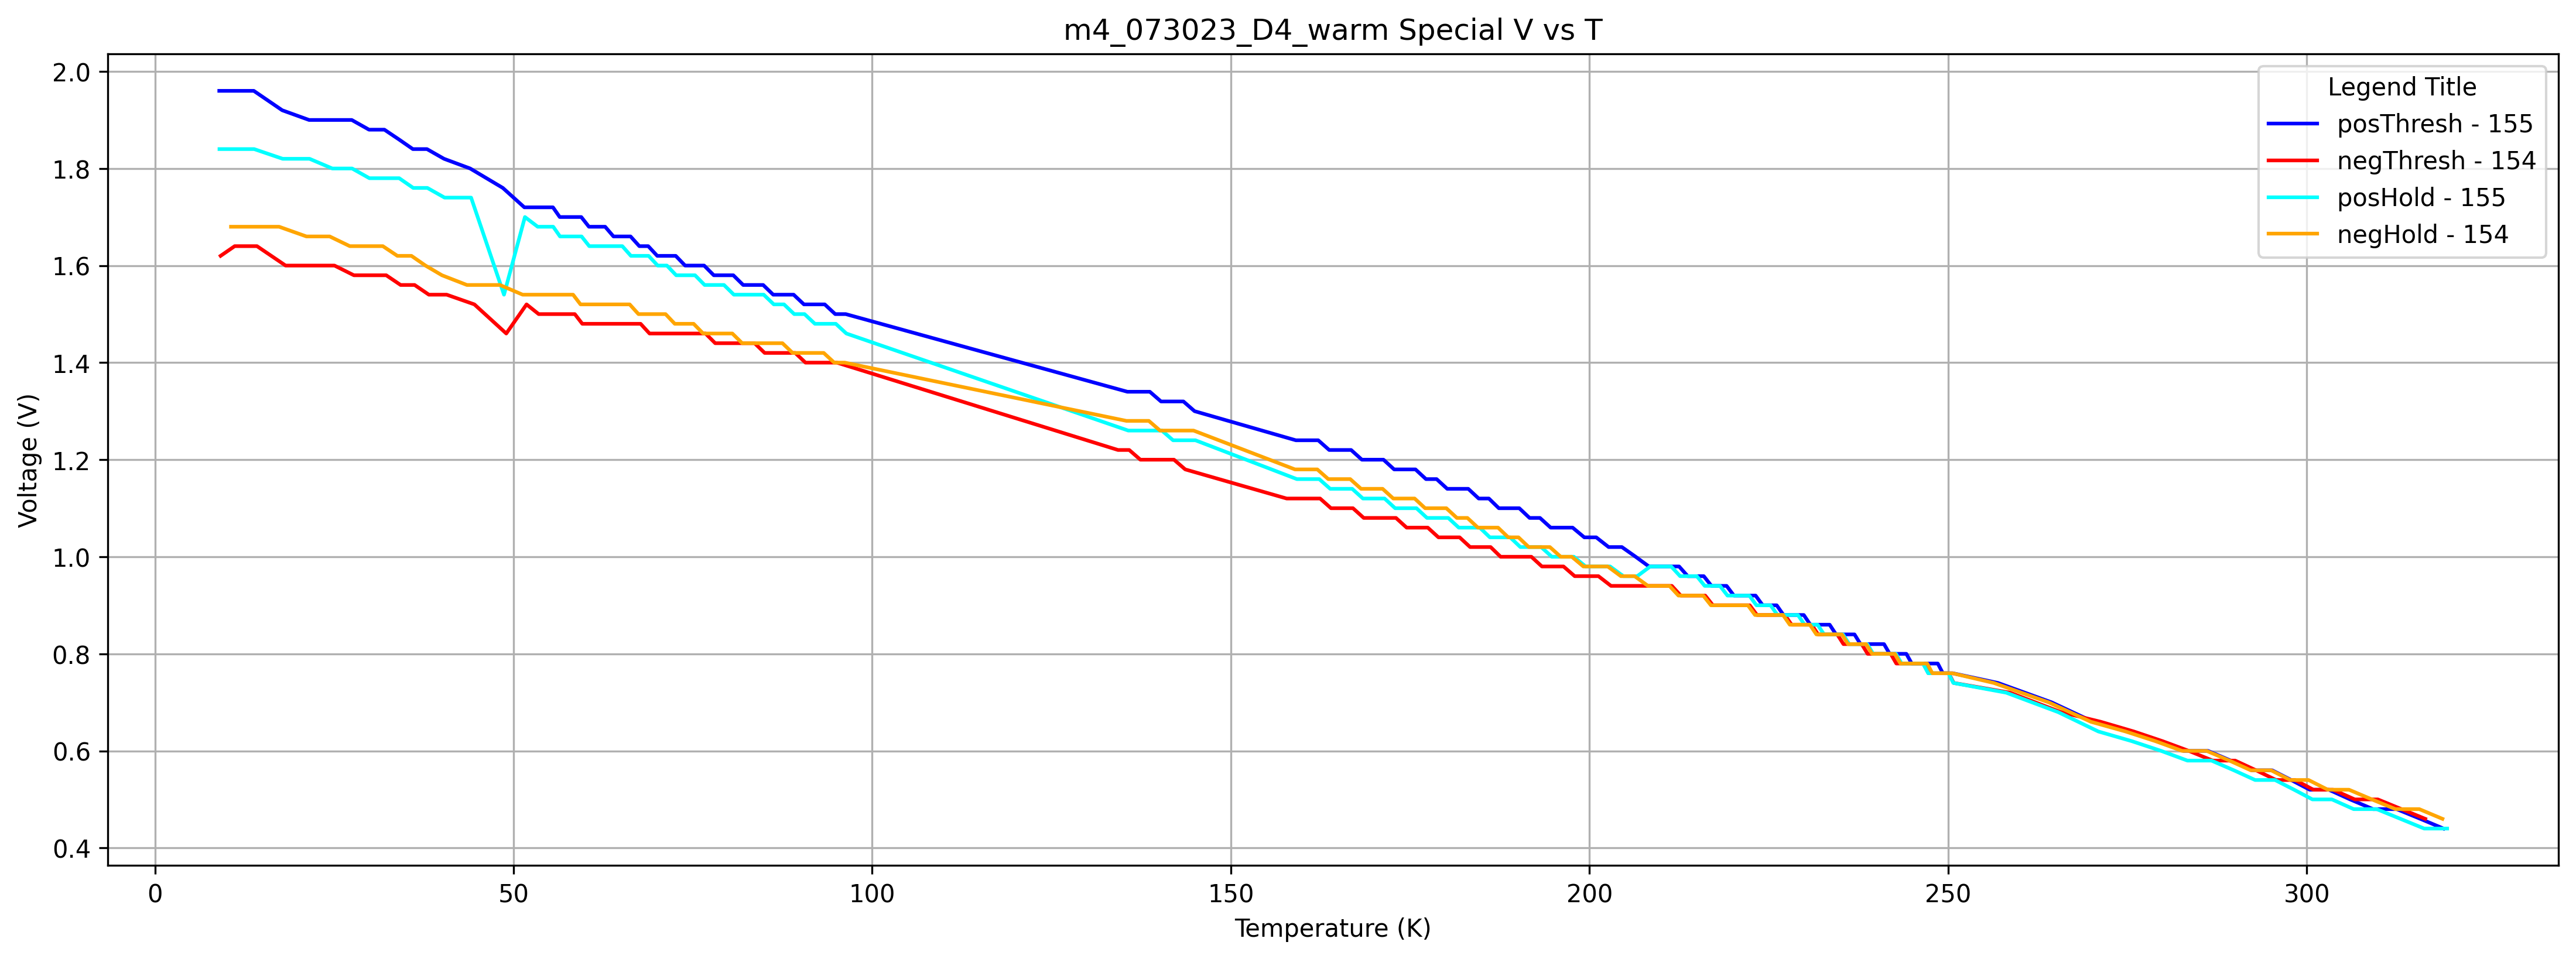 m4_073023_D4_warm Special V vs T
2.0
1.8
1.6
1.4
1.2
1.0
0.8
0.6
0.4
Voltage (V)
0
50
100
150
200
250
300
Temperature (K)
Legend Title
posThresh - 155
negThresh - 154
posHold - 155
negHold - 154